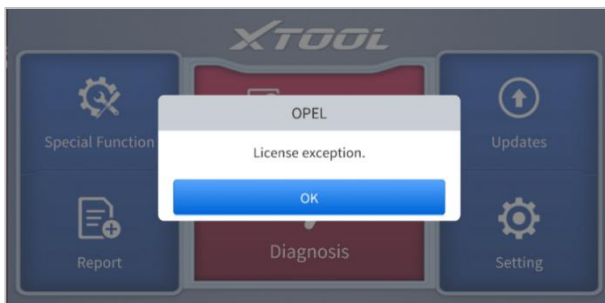 XTOOL
OPEL
License exception.
OK
Special Function
Updates
Report
Diagnosis
Setting